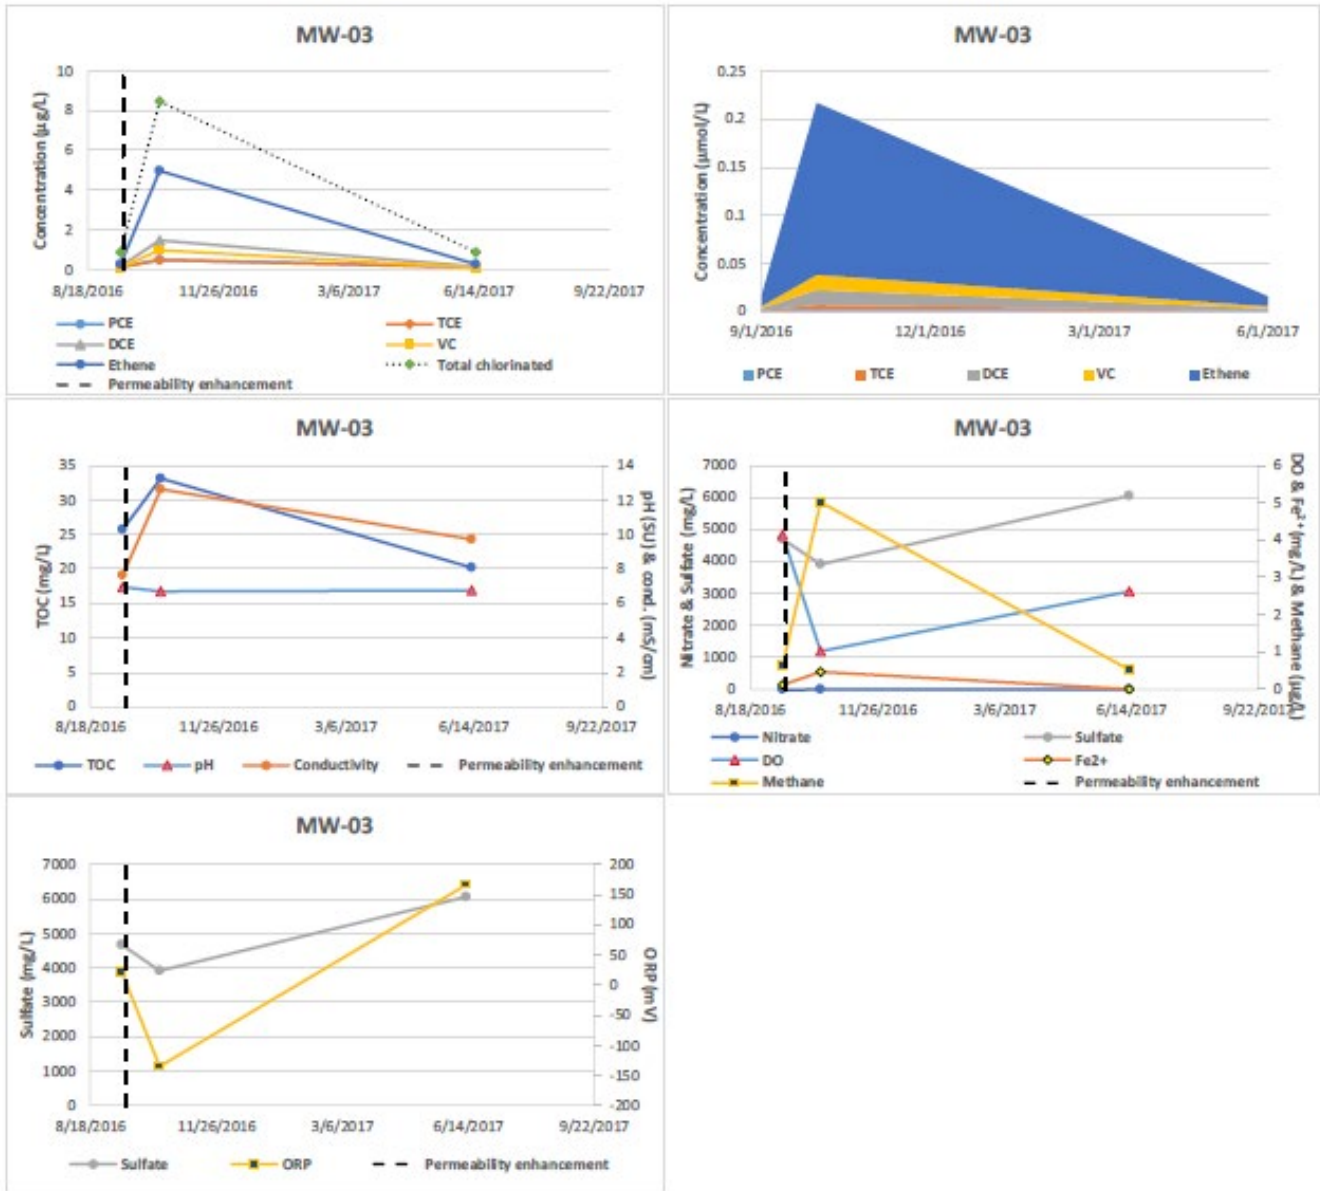 MW-03
Concentration (µg/L)
10
8
6
4
2
0
8/18/2016 11/26/2016 3/6/2017 6/14/2017 9/22/2017
PCE TCE
DCE VC
Ethene Total chlorinated
Permeability enhancement
MW-03
Concentration (µmol/L)
0.25
0.2
0.15
0.1
0.05
0
9/1/2016 12/1/2016 3/1/2017 6/1/2017
PCE TCE DCE VC Ethene
MW-03
TOC (mg/L)
35
30
25
20
15
10
5
0
14
12
10
8
6
4
2
0
pH (SU) & cond. (mS/cm)
8/18/2016 11/26/2016 3/6/2017 6/14/2017 9/22/2017
TOC pH Conductivity Permeability enhancement
MW-03
Nitrate & Sulfate (mg/L)
7000
6000
5000
4000
3000
2000
1000
0
6
5
4
3
2
1
0
DO & Fe²⁺ (mg/L) & Methane (µg/L)
8/18/2016 11/26/2016 3/6/2017 6/14/2017 9/22/2017
Nitrate Sulfate
DO Fe2+
Methane Permeability enhancement
MW-03
Sulfate (mg/L)
7000
6000
5000
4000
3000
2000
1000
0
200
150
100
50
0
-50
-100
-150
-200
ORP (mV)
8/18/2016 11/26/2016 3/6/2017 6/14/2017 9/22/2017
Sulfate ORP Permeability enhancement